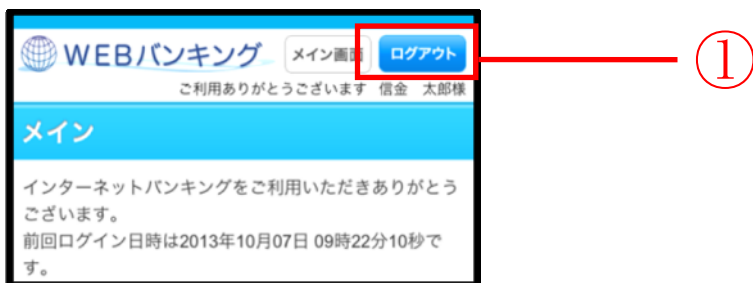 WEBバンキング メイン画面 ログアウト ①
ご利用ありがとうございます 信金 太郎様
メイン
インターネットバンキングをご利用いただきありがとう
ございます。
前回ログイン日時は2013年10月07日 09時22分10秒で
す。